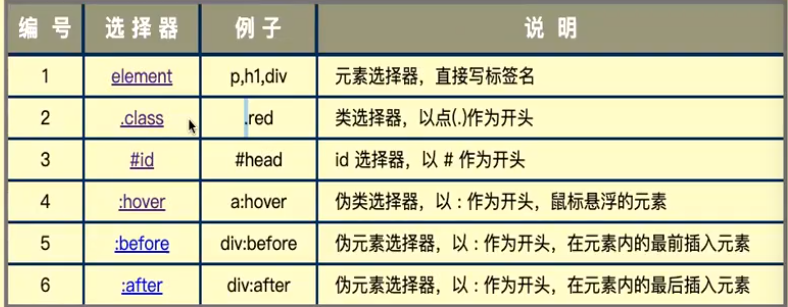 编 号 选 择 器 例 子 说 明
1 element p,h1,div 元素选择器，直接写标签名
2 .class .red 类选择器，以点(.)作为开头
3 #id #head id 选择器，以 # 作为开头
4 :hover a:hover 伪类选择器，以 : 作为开头，鼠标悬浮的元素
5 :before div:before 伪元素选择器，以 : 作为开头，在元素内的最前插入元素
6 :after div:after 伪元素选择器，以 : 作为开头，在元素内的最后插入元素